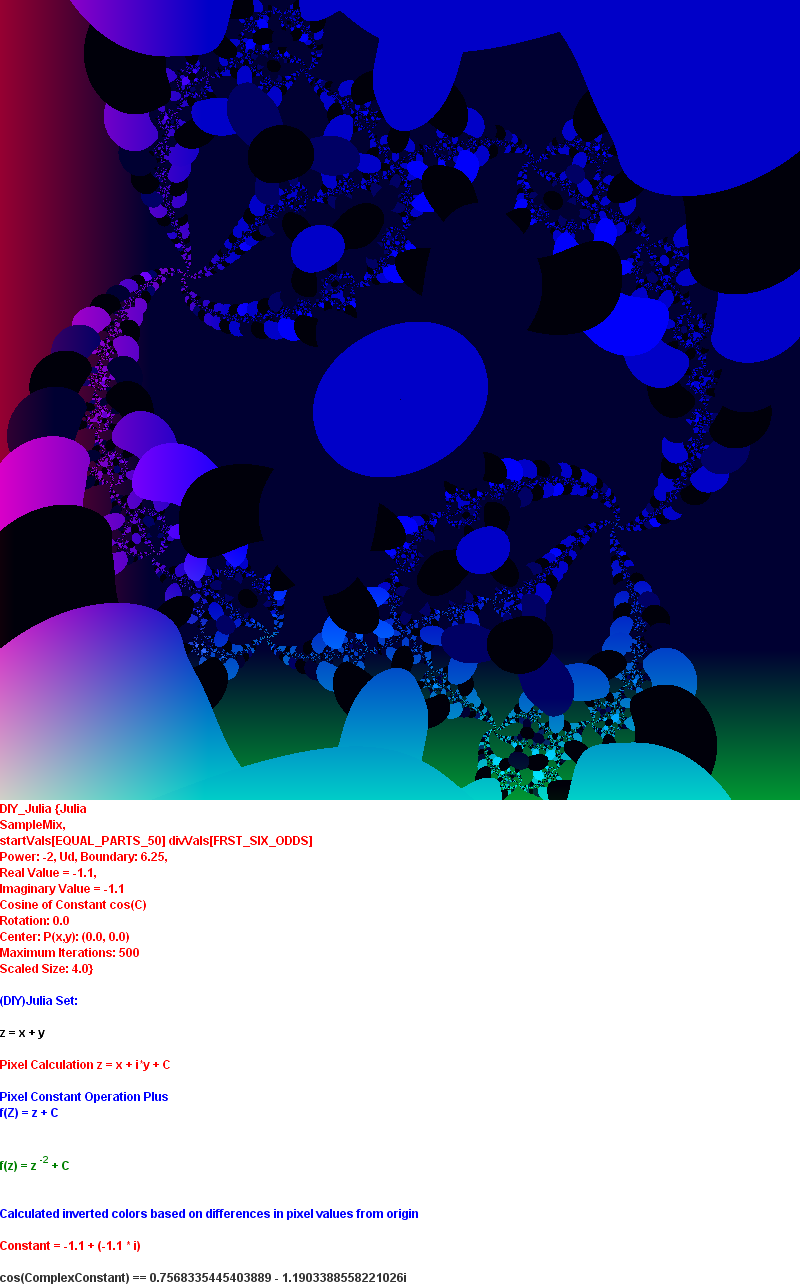 DIY_Julia {Julia
SampleMix,
startVals[EQUAL_PARTS_50] divVals[FRST_SIX_ODDS]
Power: -2, Ud, Boundary: 6.25,
Real Value = -1.1,
Imaginary Value = -1.1
Cosine of Constant cos(C)
Rotation: 0.0
Center: P(x,y): (0.0, 0.0)
Maximum Iterations: 500
Scaled Size: 4.0}
(DIY)Julia Set:
z = x + y
Pixel Calculation z = x + i*y + C
Pixel Constant Operation Plus
f(Z) = z + C
f(z) = z -2 + C
Calculated inverted colors based on differences in pixel values from origin
Constant = -1.1 + (-1.1 * i)
cos(ComplexConstant) == 0.7568335445403889 - 1.1903388558221026i